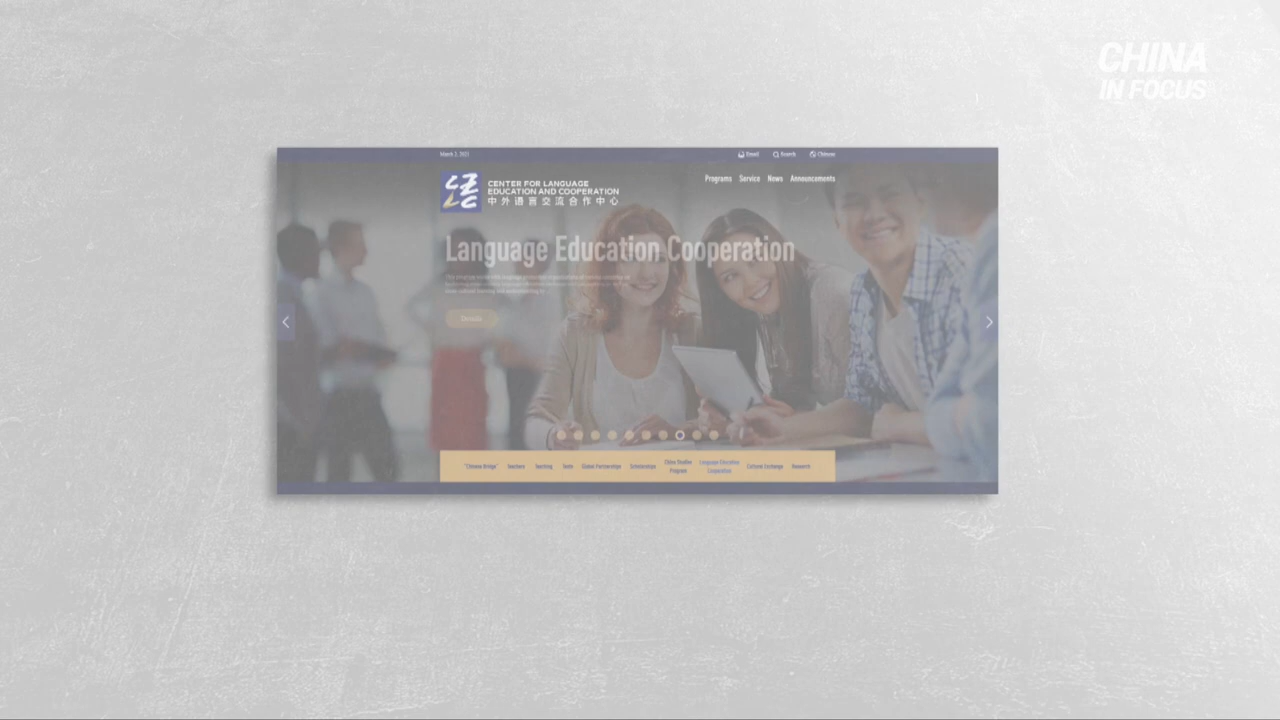 CHINA
IN FOCUS
March 2, 2021
Email Search Chinese
Programs Service News Announcements
CENTER FOR LANGUAGE
EDUCATION AND COOPERATION
中外语言交流合作中心
Language Education Cooperation
Details
"Chinese Bridge" Teachers Teaching Tests Global Partnerships Scholarships China Studies Program Language Education Cooperation Cultural Exchange Research